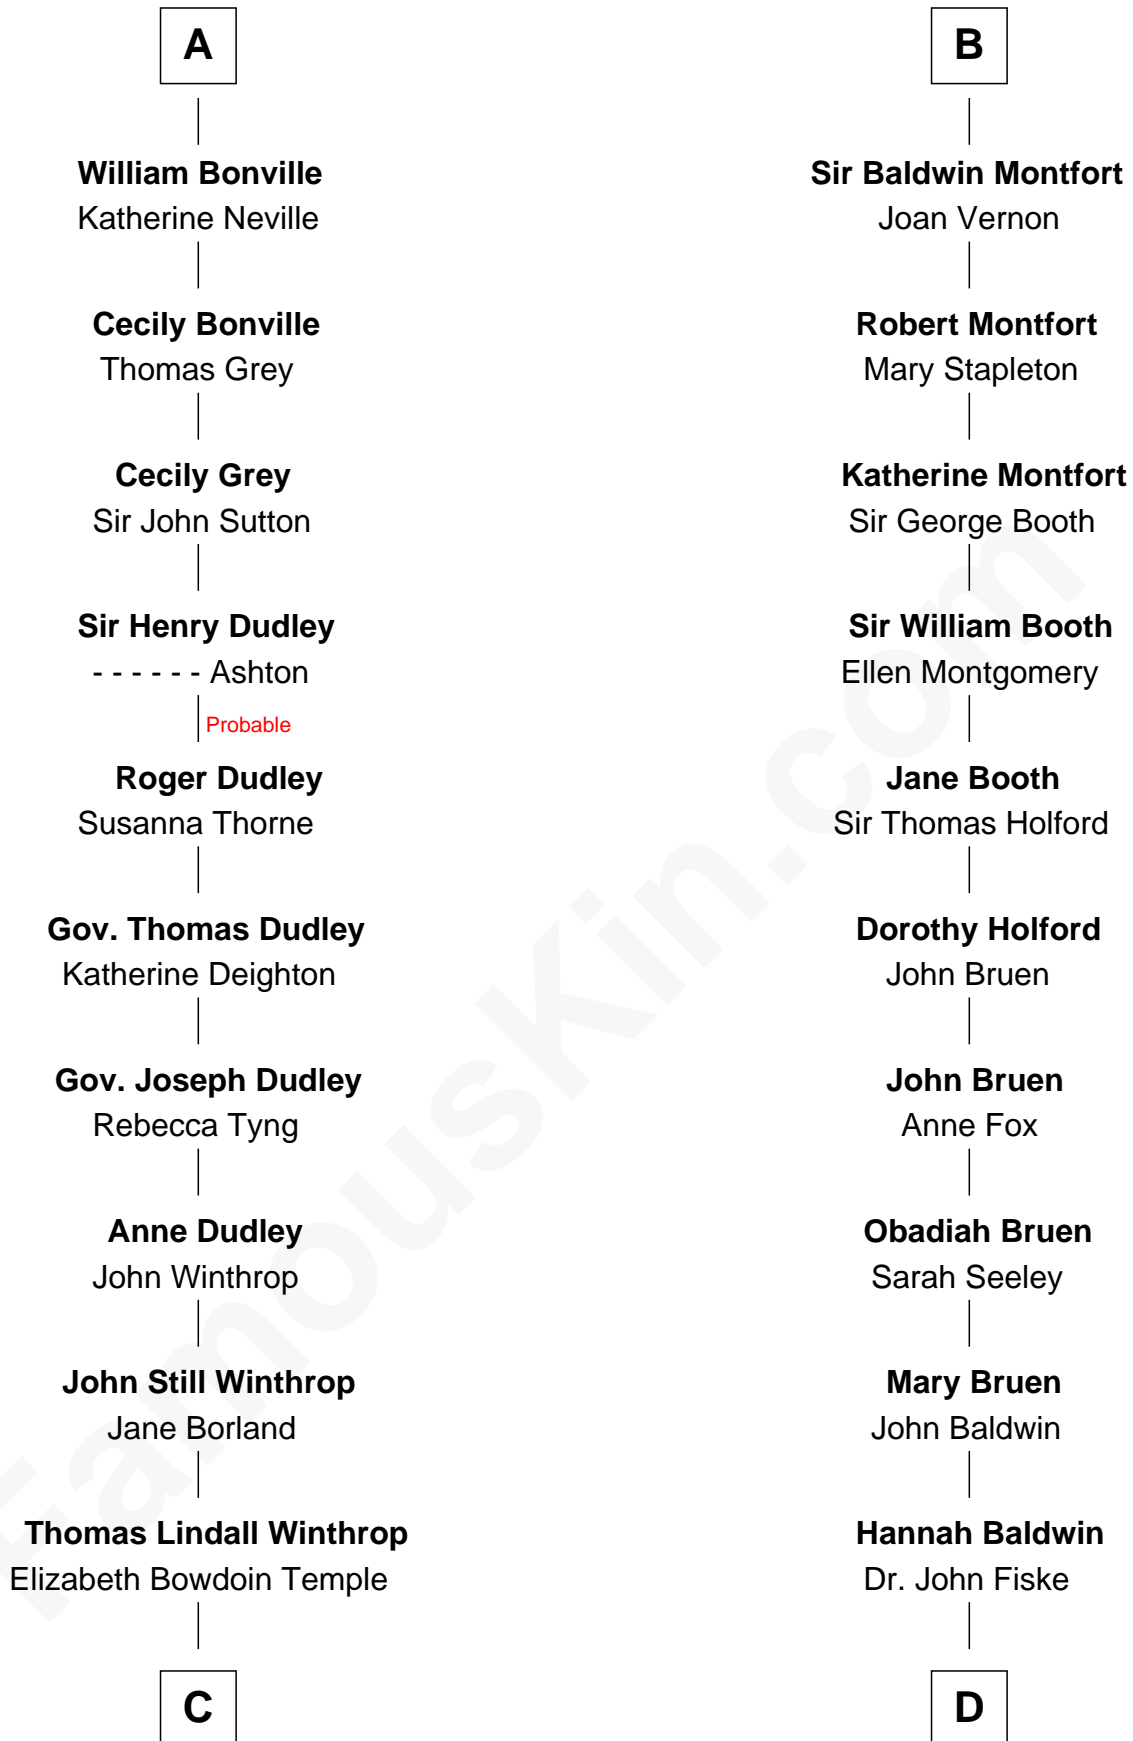 A
William Bonville
Katherine Neville
Cecily Bonville
Thomas Grey
Cecily Grey
Sir John Sutton
Sir Henry Dudley
- - - - - - Ashton
Probable
Roger Dudley
Susanna Thorne
Gov. Thomas Dudley
Katherine Deighton
Gov. Joseph Dudley
Rebecca Tyng
Anne Dudley
John Winthrop
John Still Winthrop
Jane Borland
Thomas Lindall Winthrop
Elizabeth Bowdoin Temple
C
B
Sir Baldwin Montfort
Joan Vernon
Robert Montfort
Mary Stapleton
Katherine Montfort
Sir George Booth
Sir William Booth
Ellen Montgomery
Jane Booth
Sir Thomas Holford
Dorothy Holford
John Bruen
John Bruen
Anne Fox
Obadiah Bruen
Sarah Seeley
Mary Bruen
John Baldwin
Hannah Baldwin
Dr. John Fiske
D
FamousKin.com